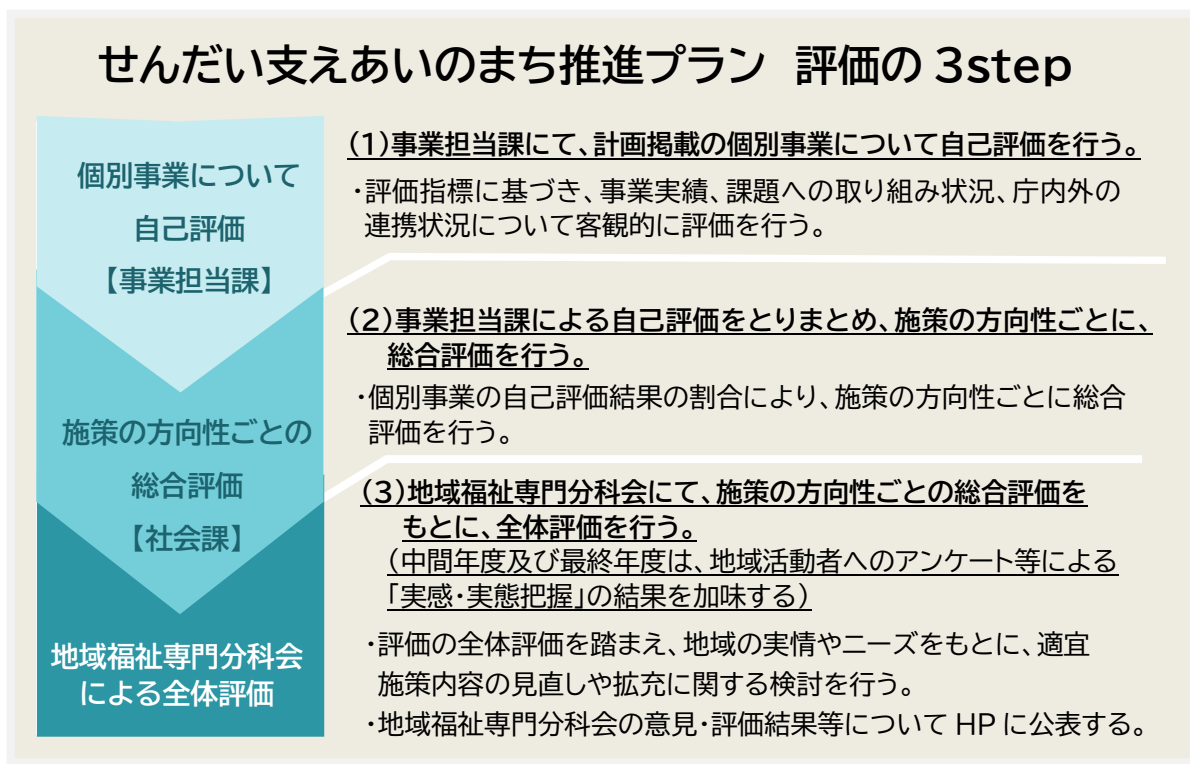 せんだい支えあいのまち推進プラン 評価の 3step
個別事業について
自己評価
【事業担当課】
(1)事業担当課にて、計画掲載の個別事業について自己評価を行う。
・評価指標に基づき、事業実績、課題への取り組み状況、庁内外の
連携状況について客観的に評価を行う。
施策の方向性ごとの
総合評価
【社会課】
(2)事業担当課による自己評価をとりまとめ、施策の方向性ごとに、
総合評価を行う。
・個別事業の自己評価結果の割合により、施策の方向性ごとに総合
評価を行う。
地域福祉専門分科会
による全体評価
(3)地域福祉専門分科会にて、施策の方向性ごとの総合評価を
もとに、全体評価を行う。
(中間年度及び最終年度は、地域活動者へのアンケート等による
「実感・実態把握」の結果を加味する)
・評価の全体評価を踏まえ、地域の実情やニーズをもとに、適宜
施策内容の見直しや拡充に関する検討を行う。
・地域福祉専門分科会の意見・評価結果等について HP に公表する。